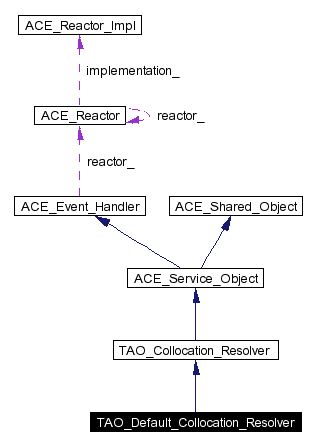 ACE_Reactor_Impl
implementation_
ACE_Reactor
reactor_
reactor_
ACE_Event_Handler
ACE_Shared_Object
ACE_Service_Object
TAO_Collocation_Resolver
TAO_Default_Collocation_Resolver